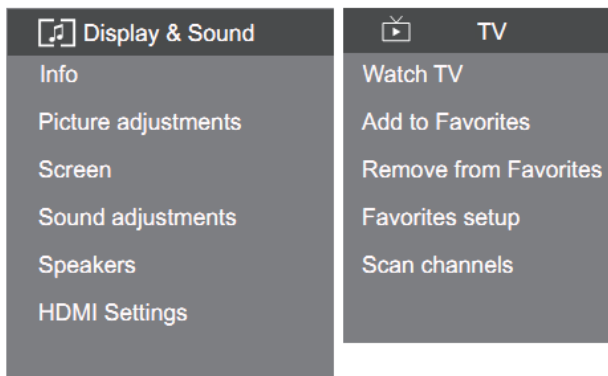 Display & Sound
Info
Picture adjustments
Screen
Sound adjustments
Speakers
HDMI Settings
TV
Watch TV
Add to Favorites
Remove from Favorites
Favorites setup
Scan channels